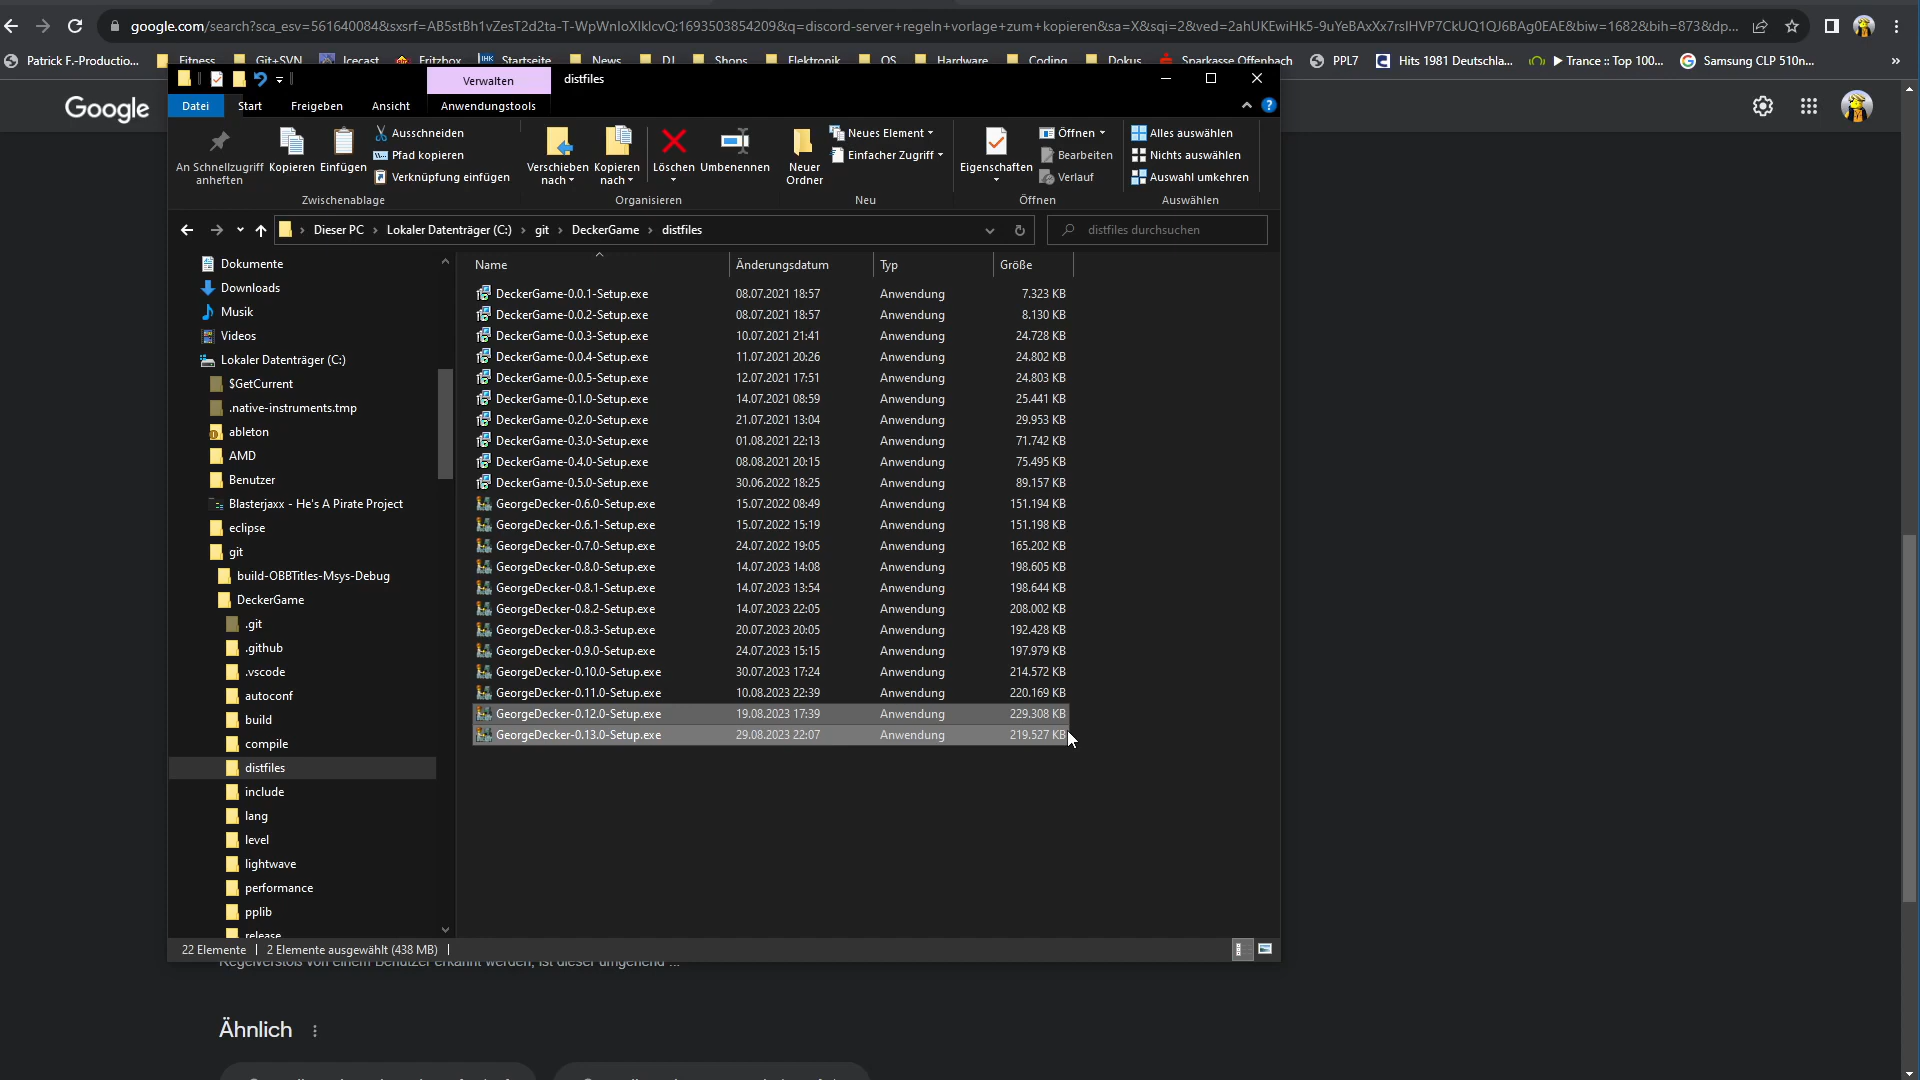 google.com/search?sca_esv=561640084&sxsrf=AB5stBh1vZesT2d2ta-T-WpWnIoXIklcvQ:1693503854209&q=discord-server+regeln+vorlage+zum+kopieren&sa=X&sqi=2&ved=2ahUKEwiHk5-9uYeBAxXx7rsIHVP7CkUQ1QJ6BAg0EAE&biw=1682&bih=873&dp...
Patrick F.-Productio... Fitness Git+SVN Icecast Fritzbox Startseite News DJ Shops Elektronik OS Hardware Coding Dokus Sparkasse Offenbach PPL7 Hits 1981 Deutschla... Trance :: Top 100... Samsung CLP 510n... »
Verwalten distfiles
Google
Datei Start Freigeben Ansicht Anwendungstools
An Schnellzugriff anheften
Kopieren
Einfügen
Ausschneiden
Pfad kopieren
Verknüpfung einfügen
Zwischenablage
Verschieben nach
Kopieren nach
Löschen
Umbenennen
Organisieren
Neuer Ordner
Neues Element
Einfacher Zugriff
Neu
Eigenschaften
Öffnen
Bearbeiten
Verlauf
Öffnen
Alles auswählen
Nichts auswählen
Auswahl umkehren
Auswählen
Dieser PC › Lokaler Datenträger (C:) › git › DeckerGame › distfiles
distfiles durchsuchen
Dokumente
Downloads
Musik
Videos
Lokaler Datenträger (C:)
$GetCurrent
.native-instruments.tmp
ableton
AMD
Benutzer
Blasterjaxx - He's A Pirate Project
eclipse
git
build-OBBTitles-Msys-Debug
DeckerGame
.git
.github
.vscode
autoconf
build
compile
distfiles
include
lang
level
lightwave
performance
pplib
release
Name Änderungsdatum Typ Größe
DeckerGame-0.0.1-Setup.exe 08.07.2021 18:57 Anwendung 7.323 KB
DeckerGame-0.0.2-Setup.exe 08.07.2021 18:57 Anwendung 8.130 KB
DeckerGame-0.0.3-Setup.exe 10.07.2021 21:41 Anwendung 24.728 KB
DeckerGame-0.0.4-Setup.exe 11.07.2021 20:26 Anwendung 24.802 KB
DeckerGame-0.0.5-Setup.exe 12.07.2021 17:51 Anwendung 24.803 KB
DeckerGame-0.1.0-Setup.exe 14.07.2021 08:59 Anwendung 25.441 KB
DeckerGame-0.2.0-Setup.exe 21.07.2021 13:04 Anwendung 29.953 KB
DeckerGame-0.3.0-Setup.exe 01.08.2021 22:13 Anwendung 71.742 KB
DeckerGame-0.4.0-Setup.exe 08.08.2021 20:15 Anwendung 75.495 KB
DeckerGame-0.5.0-Setup.exe 30.06.2022 18:25 Anwendung 89.157 KB
GeorgeDecker-0.6.0-Setup.exe 15.07.2022 08:49 Anwendung 151.194 KB
GeorgeDecker-0.6.1-Setup.exe 15.07.2022 15:19 Anwendung 151.198 KB
GeorgeDecker-0.7.0-Setup.exe 24.07.2022 19:05 Anwendung 165.202 KB
GeorgeDecker-0.8.0-Setup.exe 14.07.2023 14:08 Anwendung 198.605 KB
GeorgeDecker-0.8.1-Setup.exe 14.07.2023 13:54 Anwendung 198.644 KB
GeorgeDecker-0.8.2-Setup.exe 14.07.2023 22:05 Anwendung 208.002 KB
GeorgeDecker-0.8.3-Setup.exe 20.07.2023 20:05 Anwendung 192.428 KB
GeorgeDecker-0.9.0-Setup.exe 24.07.2023 15:15 Anwendung 197.979 KB
GeorgeDecker-0.10.0-Setup.exe 30.07.2023 17:24 Anwendung 214.572 KB
GeorgeDecker-0.11.0-Setup.exe 10.08.2023 22:39 Anwendung 220.169 KB
GeorgeDecker-0.12.0-Setup.exe 19.08.2023 17:39 Anwendung 229.308 KB
GeorgeDecker-0.13.0-Setup.exe 29.08.2023 22:07 Anwendung 219.527 KB
22 Elemente 2 Elemente ausgewählt (438 MB)
Regelverstoß von einem Benutzer erkannt werden, ist dieser umgehend ...
Ähnlich